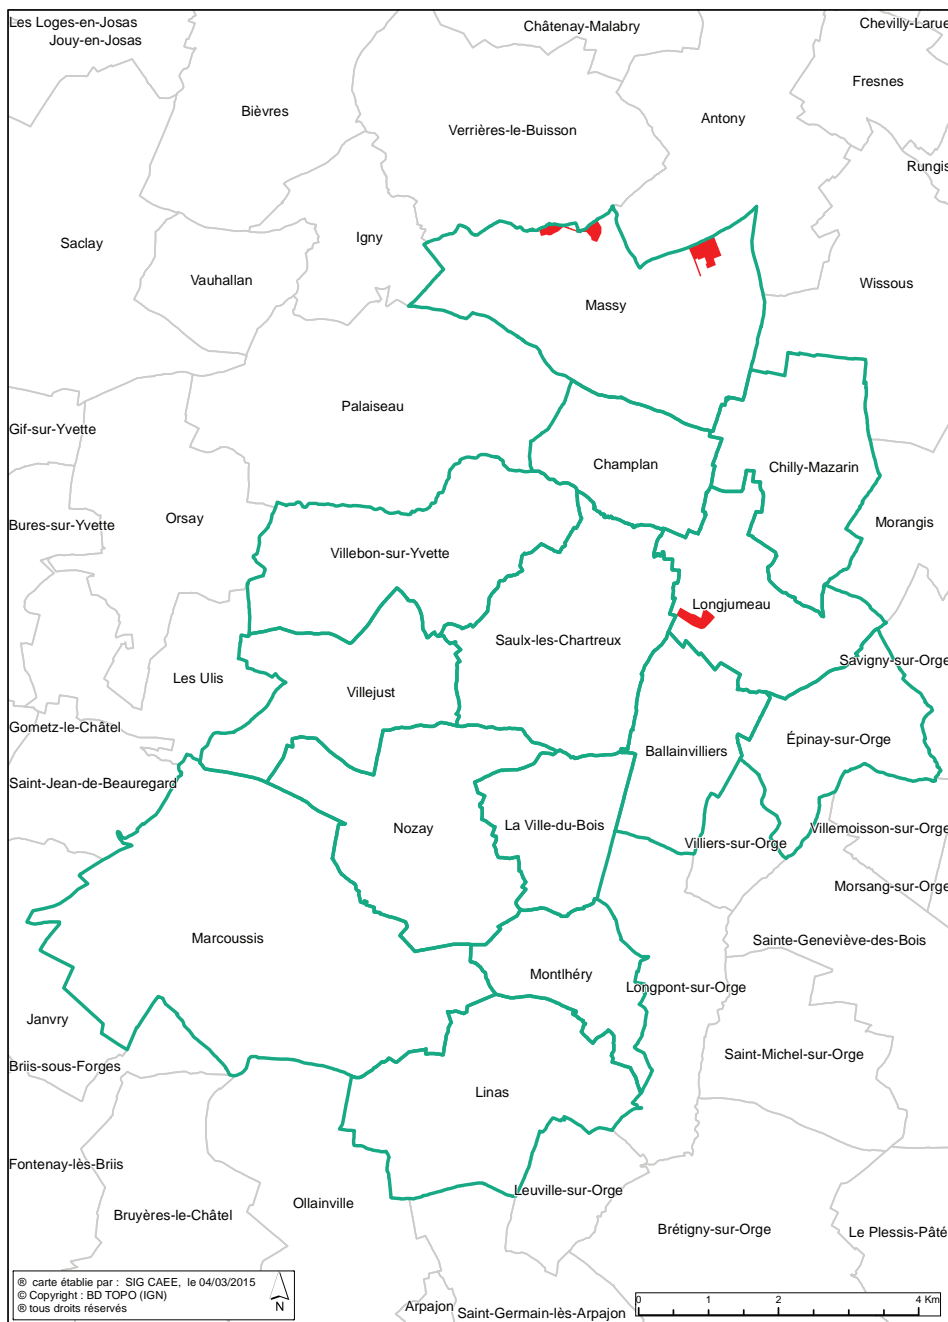 Les Loges-en-Josas
Châtenay-Malabry
Chevilly-Larue
Jouy-en-Josas
Fresnes
Bièvres
Antony
Verrières-le-Buisson
Rungis
Igny
Saclay
Vauhallan
Wissous
Massy
Palaiseau
Gif-sur-Yvette
Champlan
Chilly-Mazarin
Orsay
Bures-sur-Yvette
Morangis
Villebon-sur-Yvette
Longjumeau
Saulx-les-Chartreux
Savigny-sur-Orge
Les Ulis
Villejust
Gometz-le-Châtel
Épinay-sur-Orge
Ballainvilliers
Saint-Jean-de-Beauregard
Nozay
La Ville-du-Bois
Villemoisson-sur-Orge
Villiers-sur-Orge
Morsang-sur-Orge
Marcoussis
Sainte-Geneviève-des-Bois
Montlhéry
Longpont-sur-Orge
Janvry
Saint-Michel-sur-Orge
Briis-sous-Forges
Linas
Fontenay-lès-Briis
Leuville-sur-Orge
Ollainville
Bruyères-le-Châtel
Brétigny-sur-Orge
Le Plessis-Pâté
® carte établie par : SIG CAEE, le 04/03/2015
© Copyright : BD TOPO (IGN)
® tous droits réservés
N
Arpajon
Saint-Germain-lès-Arpajon
0 1 2 4 Km